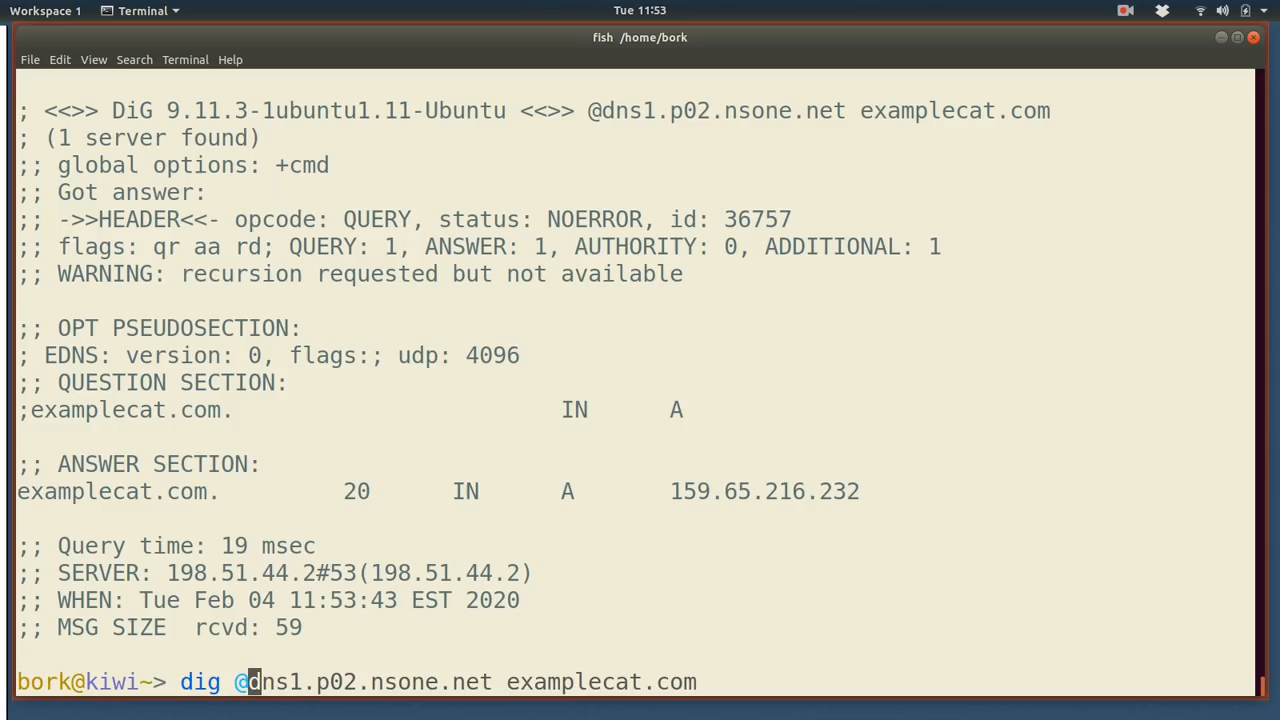 Workspace 1 Terminal Tue 11:53
fish /home/bork
File Edit View Search Terminal Help
; <<>> DiG 9.11.3-1ubuntu1.11-Ubuntu <<>> @dns1.p02.nsone.net examplecat.com
; (1 server found)
;; global options: +cmd
;; Got answer:
;; ->>HEADER<<- opcode: QUERY, status: NOERROR, id: 36757
;; flags: qr aa rd; QUERY: 1, ANSWER: 1, AUTHORITY: 0, ADDITIONAL: 1
;; WARNING: recursion requested but not available
;; OPT PSEUDOSECTION:
; EDNS: version: 0, flags:; udp: 4096
;; QUESTION SECTION:
;examplecat.com. IN A
;; ANSWER SECTION:
examplecat.com. 20 IN A 159.65.216.232
;; Query time: 19 msec
;; SERVER: 198.51.44.2#53(198.51.44.2)
;; WHEN: Tue Feb 04 11:53:43 EST 2020
;; MSG SIZE rcvd: 59
bork@kiwi~> dig @dns1.p02.nsone.net examplecat.com